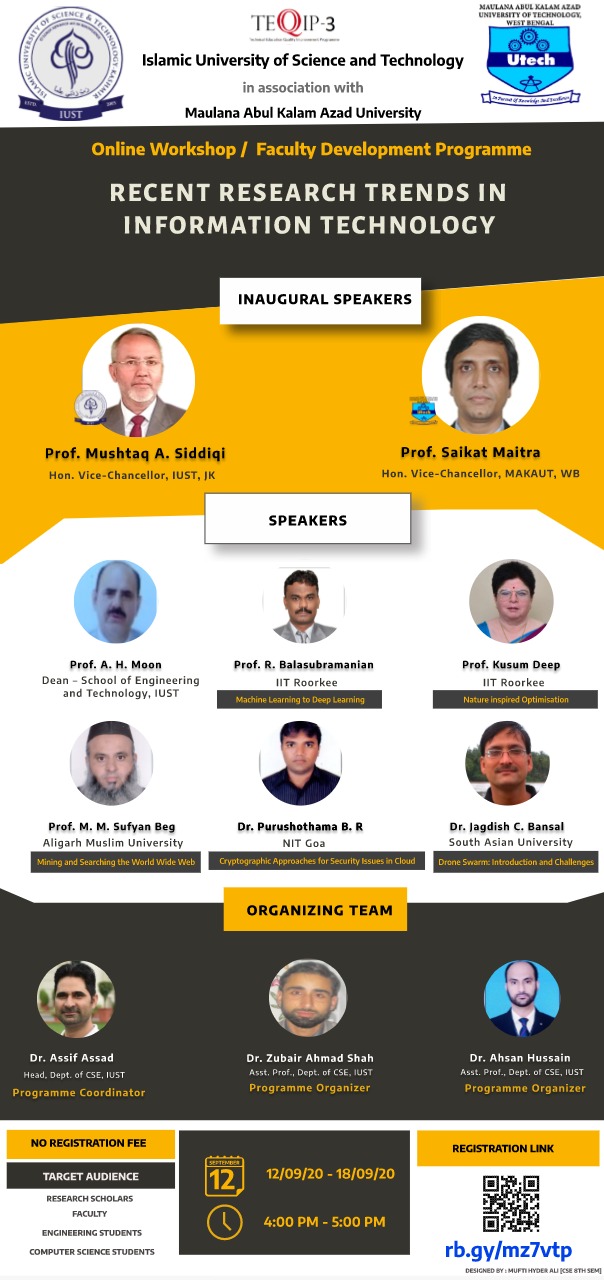 ISLAMIC UNIVERSITY OF SCIENCE & TECHNOLOGY KASHMIR
ESTD
2005
IUST
TEQIP-3
Technical Education Quality Improvement Programme
MAULANA ABUL KALAM AZAD
UNIVERSITY OF TECHNOLOGY,
WEST BENGAL
Utech
In Pursuit of Knowledge And Excellence
Islamic University of Science and Technology
in association with
Maulana Abul Kalam Azad University
Online Workshop / Faculty Development Programme
RECENT RESEARCH TRENDS IN
INFORMATION TECHNOLOGY
INAUGURAL SPEAKERS
Utech
Prof. Mushtaq A. Siddiqi
Hon. Vice-Chancellor, IUST, JK
Prof. Saikat Maitra
Hon. Vice-Chancellor, MAKAUT, WB
SPEAKERS
Prof. A. H. Moon
Dean – School of Engineering
and Technology, IUST
Prof. R. Balasubramanian
IIT Roorkee
Machine Learning to Deep Learning
Prof. Kusum Deep
IIT Roorkee
Nature inspired Optimisation
Prof. M. M. Sufyan Beg
Aligarh Muslim University
Mining and Searching the World Wide Web
Dr. Purushothama B. R
NIT Goa
Cryptographic Approaches for Security Issues in Cloud
Dr. Jagdish C. Bansal
South Asian University
Drone Swarm: Introduction and Challenges
ORGANIZING TEAM
Dr. Assif Assad
Head, Dept. of CSE, IUST
Programme Coordinator
Dr. Zubair Ahmad Shah
Asst. Prof., Dept. of CSE, IUST
Programme Organizer
Dr. Ahsan Hussain
Asst. Prof., Dept. of CSE, IUST
Programme Organizer
NO REGISTRATION FEE
TARGET AUDIENCE
RESEARCH SCHOLARS
FACULTY
ENGINEERING STUDENTS
COMPUTER SCIENCE STUDENTS
SEPTEMBER
12
12/09/20 - 18/09/20
4:00 PM - 5:00 PM
REGISTRATION LINK
rb.gy/mz7vtp
DESIGNED BY : MUFTI HYDER ALI [CSE 8TH SEM]